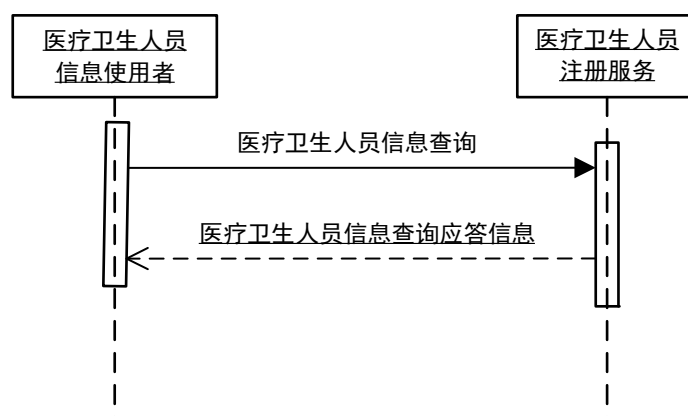 医疗卫生人员
信息使用者
医疗卫生人员
注册服务
医疗卫生人员信息查询
医疗卫生人员信息查询应答信息